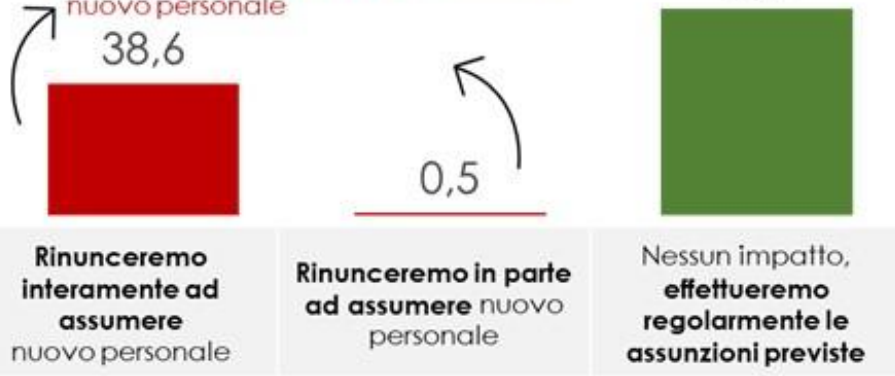 nuovo personale
38,6
0,5
Rinunceremo
interamente ad
assumere
nuovo personale
Rinunceremo in parte
ad assumere nuovo
personale
Nessun impatto,
effettueremo
regolarmente le
assunzioni previste